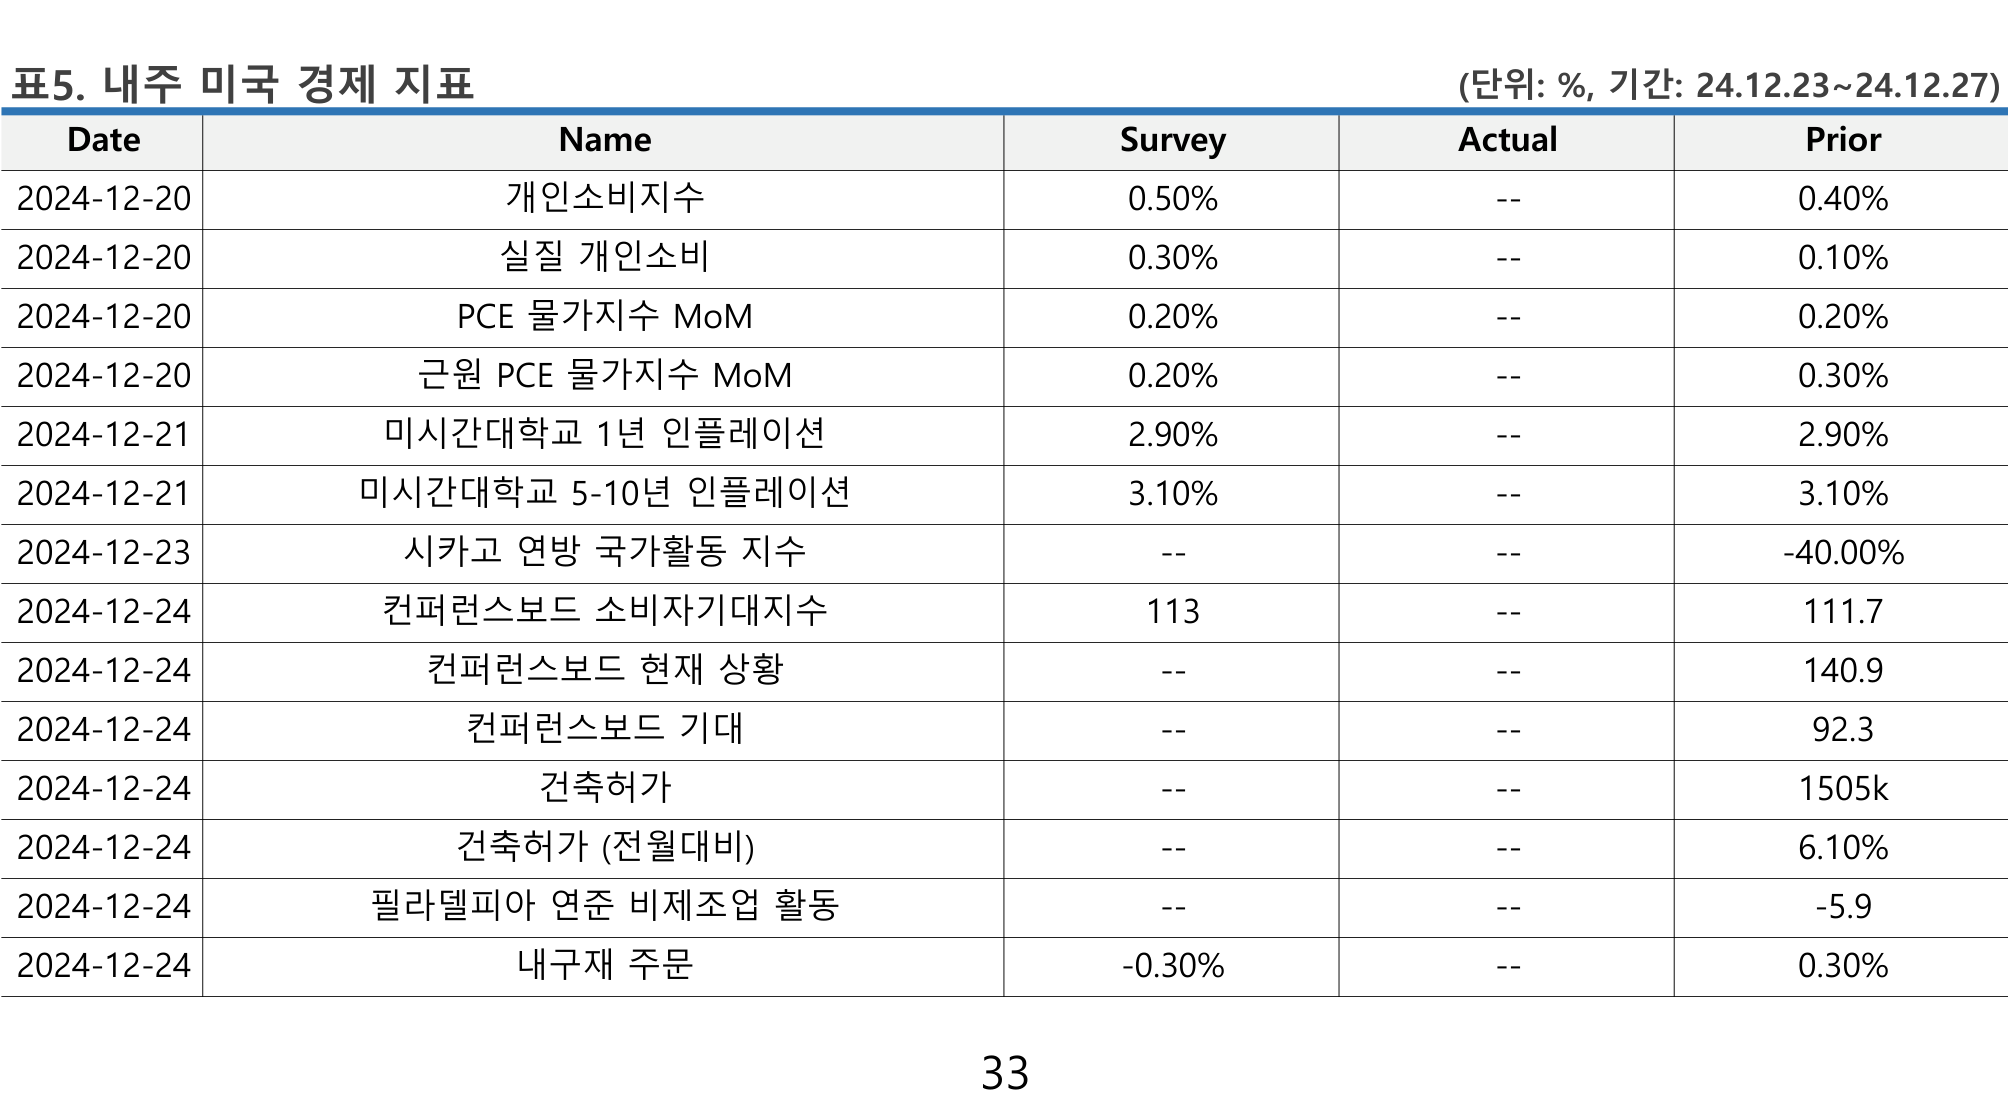 표5. 내주 미국 경제 지표 (단위: %, 기간: 24.12.23~24.12.27)
Date Name Survey Actual Prior
2024-12-20 개인소비지수 0.50% -- 0.40%
2024-12-20 실질 개인소비 0.30% -- 0.10%
2024-12-20 PCE 물가지수 MoM 0.20% -- 0.20%
2024-12-20 근원 PCE 물가지수 MoM 0.20% -- 0.30%
2024-12-21 미시간대학교 1년 인플레이션 2.90% -- 2.90%
2024-12-21 미시간대학교 5-10년 인플레이션 3.10% -- 3.10%
2024-12-23 시카고 연방 국가활동 지수 -- -- -40.00%
2024-12-24 컨퍼런스보드 소비자기대지수 113 -- 111.7
2024-12-24 컨퍼런스보드 현재 상황 -- -- 140.9
2024-12-24 컨퍼런스보드 기대 -- -- 92.3
2024-12-24 건축허가 -- -- 1505k
2024-12-24 건축허가 (전월대비) -- -- 6.10%
2024-12-24 필라델피아 연준 비제조업 활동 -- -- -5.9
2024-12-24 내구재 주문 -0.30% -- 0.30%
33